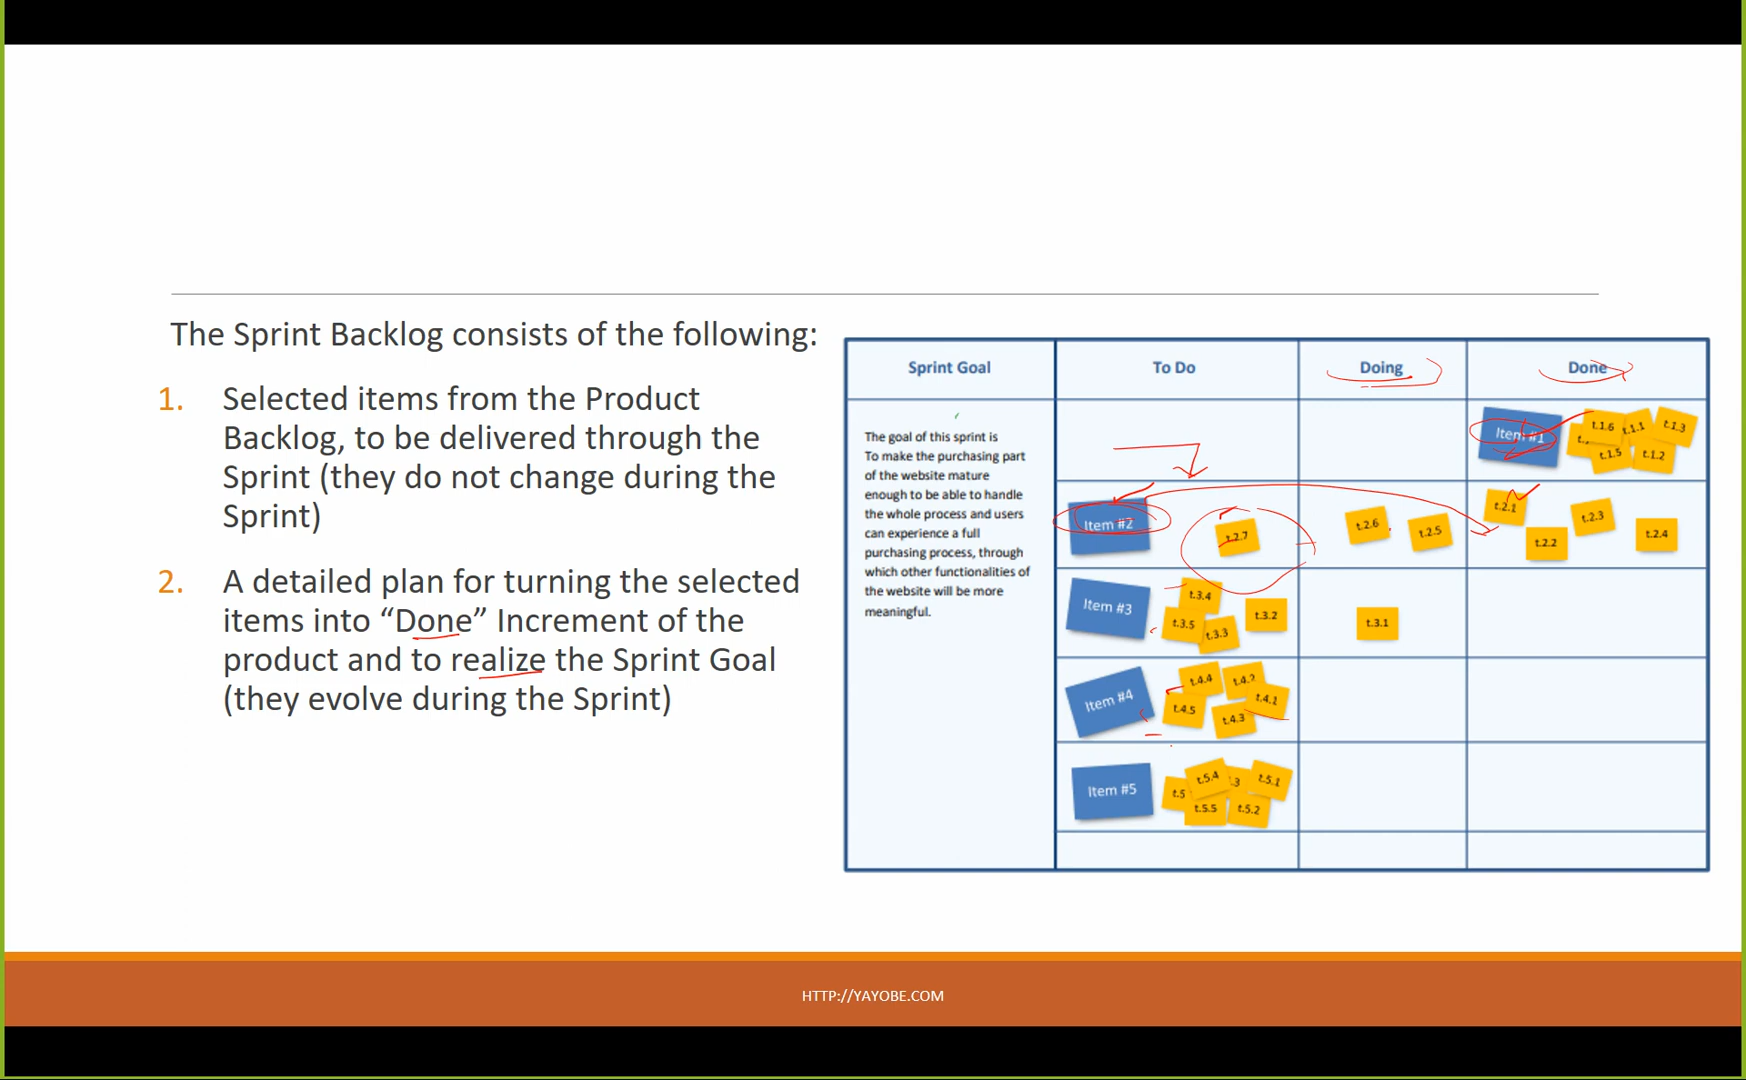 The Sprint Backlog consists of the following:
1. Selected items from the Product
Backlog, to be delivered through the
Sprint (they do not change during the
Sprint)
2. A detailed plan for turning the selected
items into “Done” Increment of the
product and to realize the Sprint Goal
(they evolve during the Sprint)
Sprint Goal
To Do
Doing
Done
The goal of this sprint is
To make the purchasing part
of the website mature
enough to be able to handle
the whole process and users
can experience a full
purchasing process, through
which other functionalities of
the website will be more
meaningful.
Item #1
t.1.6
t.1.1
t.1.3
t.1.5
t.1.2
Item #2
t.2.7
t.2.6
t.2.5
t.2.1
t.2.2
t.2.3
t.2.4
Item #3
t.3.4
t.3.5
t.3.3
t.3.2
t.3.1
Item #4
t.4.4
t.4.2
t.4.5
t.4.3
t.4.1
Item #5
t.5
t.5.4
.3
t.5.1
t.5.5
t.5.2
HTTP://YAYOBE.COM